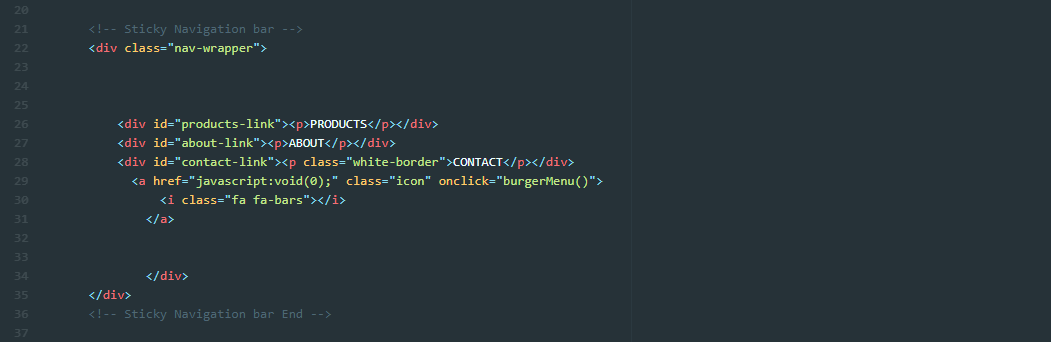 20
21 <!-- Sticky Navigation bar -->
22 <div class="nav-wrapper">
23
24
25
26 <div id="products-link"><p>PRODUCTS</p></div>
27 <div id="about-link"><p>ABOUT</p></div>
28 <div id="contact-link"><p class="white-border">CONTACT</p></div>
29 <a href="javascript:void(0);" class="icon" onclick="burgerMenu()">
30 <i class="fa fa-bars"></i>
31 </a>
32
33
34 </div>
35 </div>
36 <!-- Sticky Navigation bar End -->
37